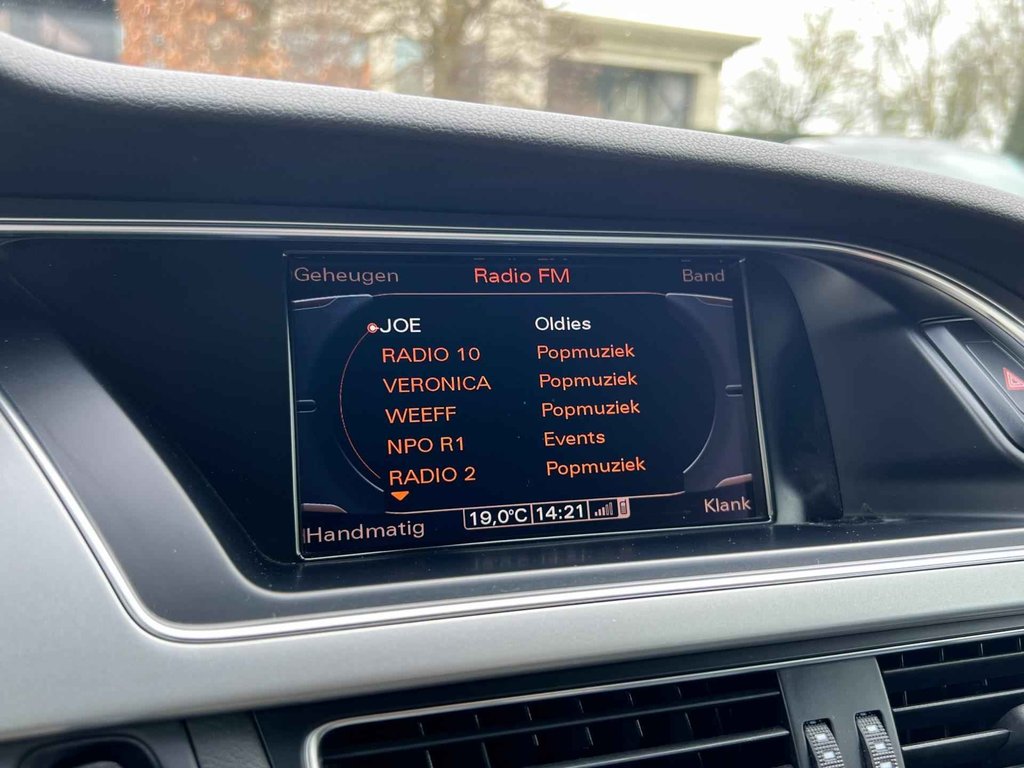 Geheugen Radio FM Band
JOE Oldies
RADIO 10 Popmuziek
VERONICA Popmuziek
WEEFF Popmuziek
NPO R1 Events
RADIO 2 Popmuziek
Handmatig 19,0°C 14:21 Klank